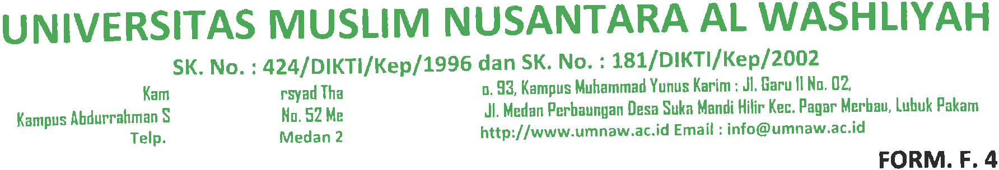 UNIVERSITAS MUSLIM NUSANTARA AL WASHLIYAH
SK. No. : 424/DIKTI/Kep/1996 dan SK. No. : 181/DIKTI/Kep/2002
Kam rsyad Tha o. 93, Kampus Muhammad Yunus Karim : Jl. Garu II No. 02,
Kampus Abdurrahman S No. 52 Me Jl. Medan Perbaungan Desa Suka Mandi Hilir Kec. Pagar Merbau, Lubuk Pakam
Telp. Medan 2 http://www.umnaw.ac.id Email : info@umnaw.ac.id
FORM. F. 4